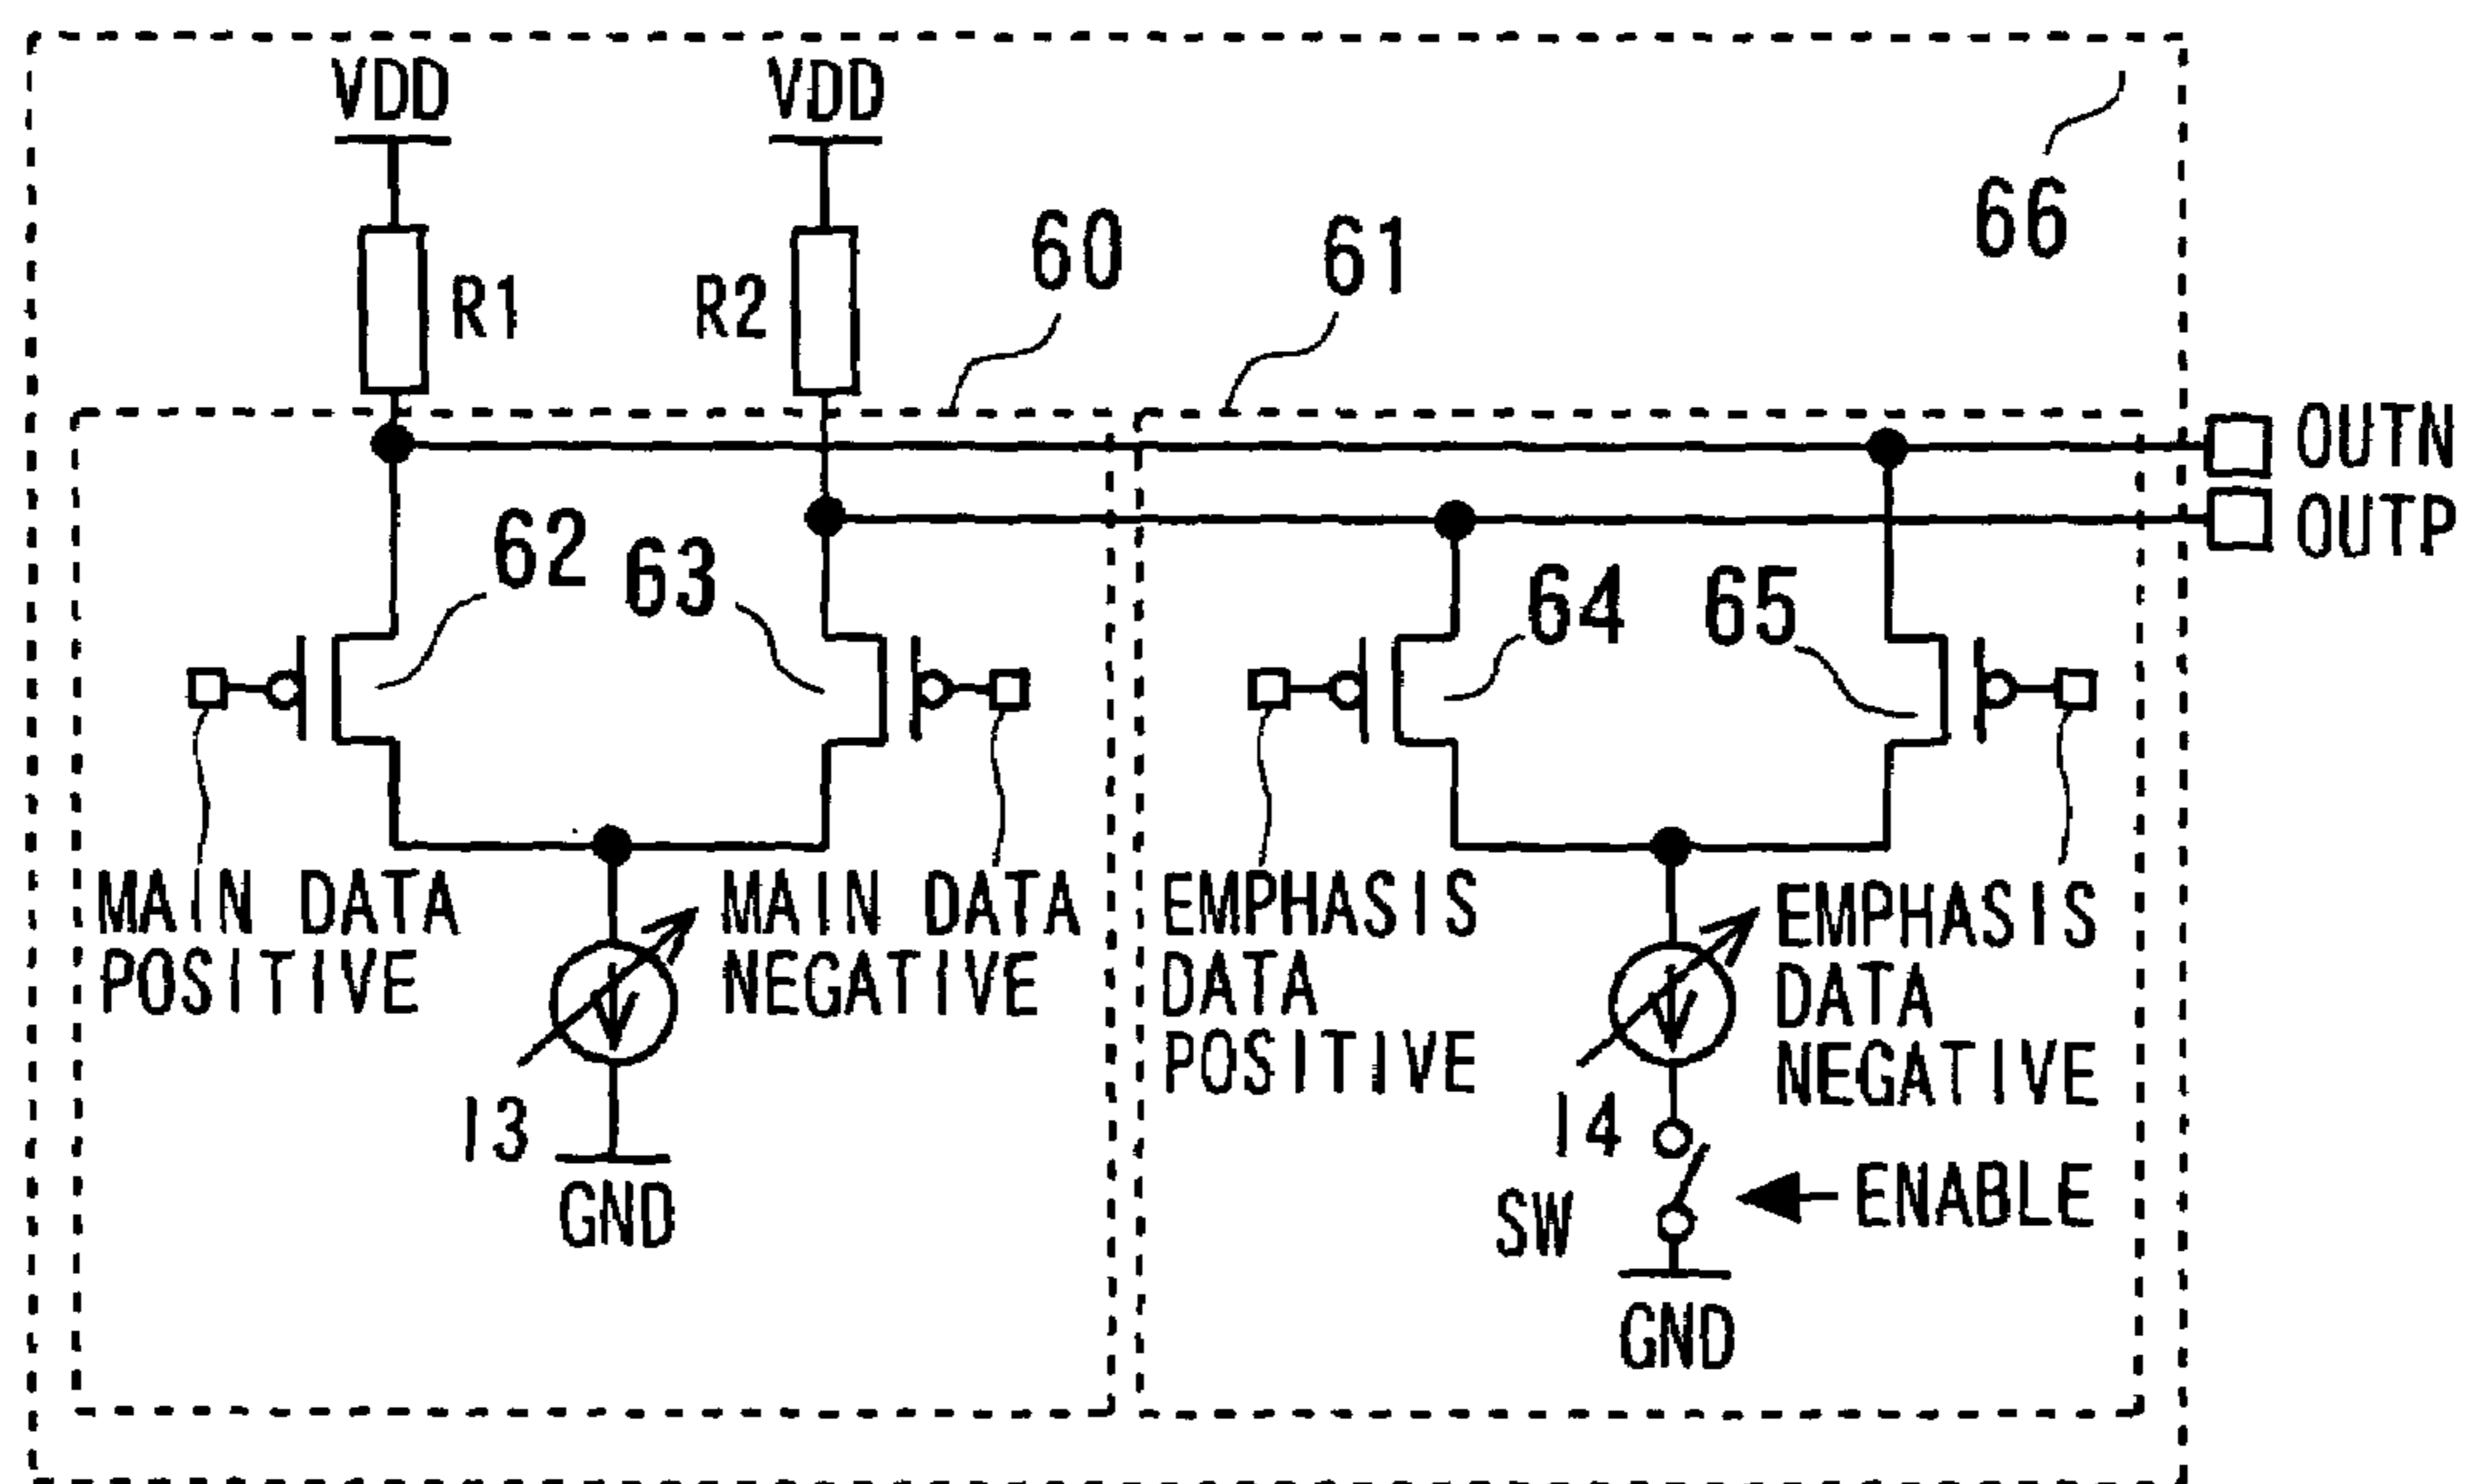 VDD
VDD
66
60
61
R1
R2
OUTN
OUTP
62
63
64
65
MAIN DATA
POSITIVE
MAIN DATA
NEGATIVE
EMPHASIS
DATA
POSITIVE
EMPHASIS
DATA
NEGATIVE
I3
I4
GND
SW
ENABLE
GND